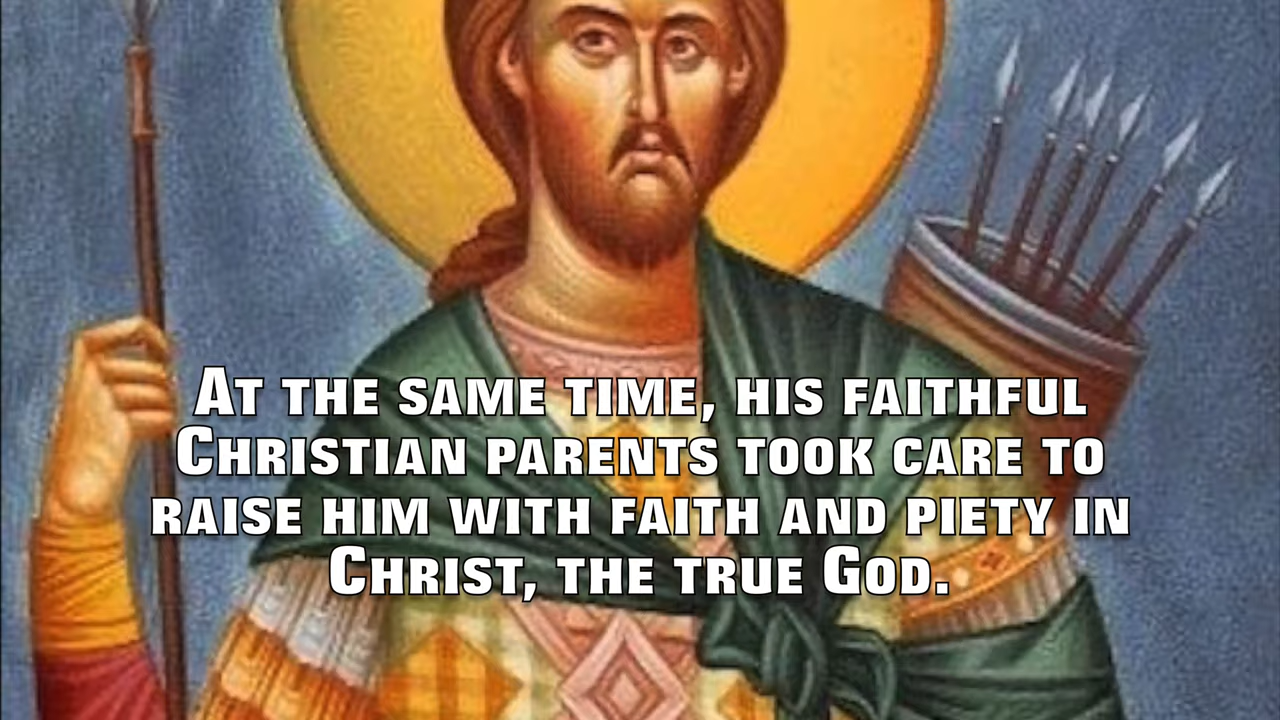 At the same time, his faithful
Christian parents took care to
raise him with faith and piety in
Christ, the true God.